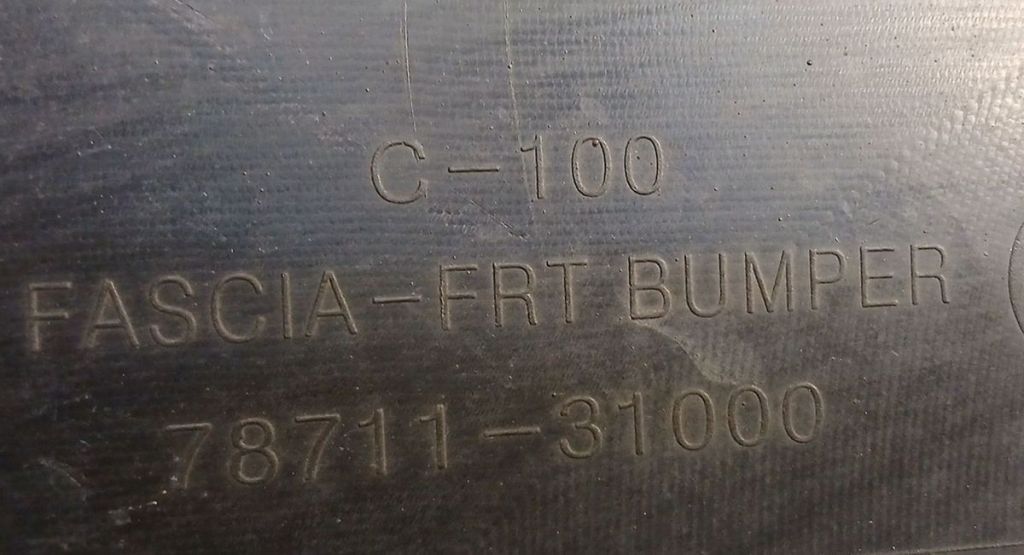 C-100
FASCIA-FRT BUMPER
78711-31000